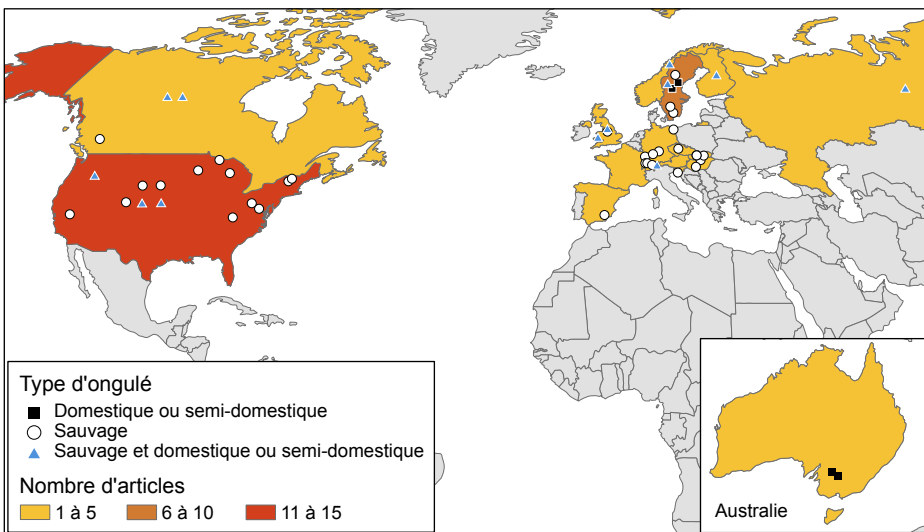 Type d'ongulé
Domestique ou semi-domestique
Sauvage
Sauvage et domestique ou semi-domestique
Nombre d'articles
1 à 5 6 à 10 11 à 15
Australie